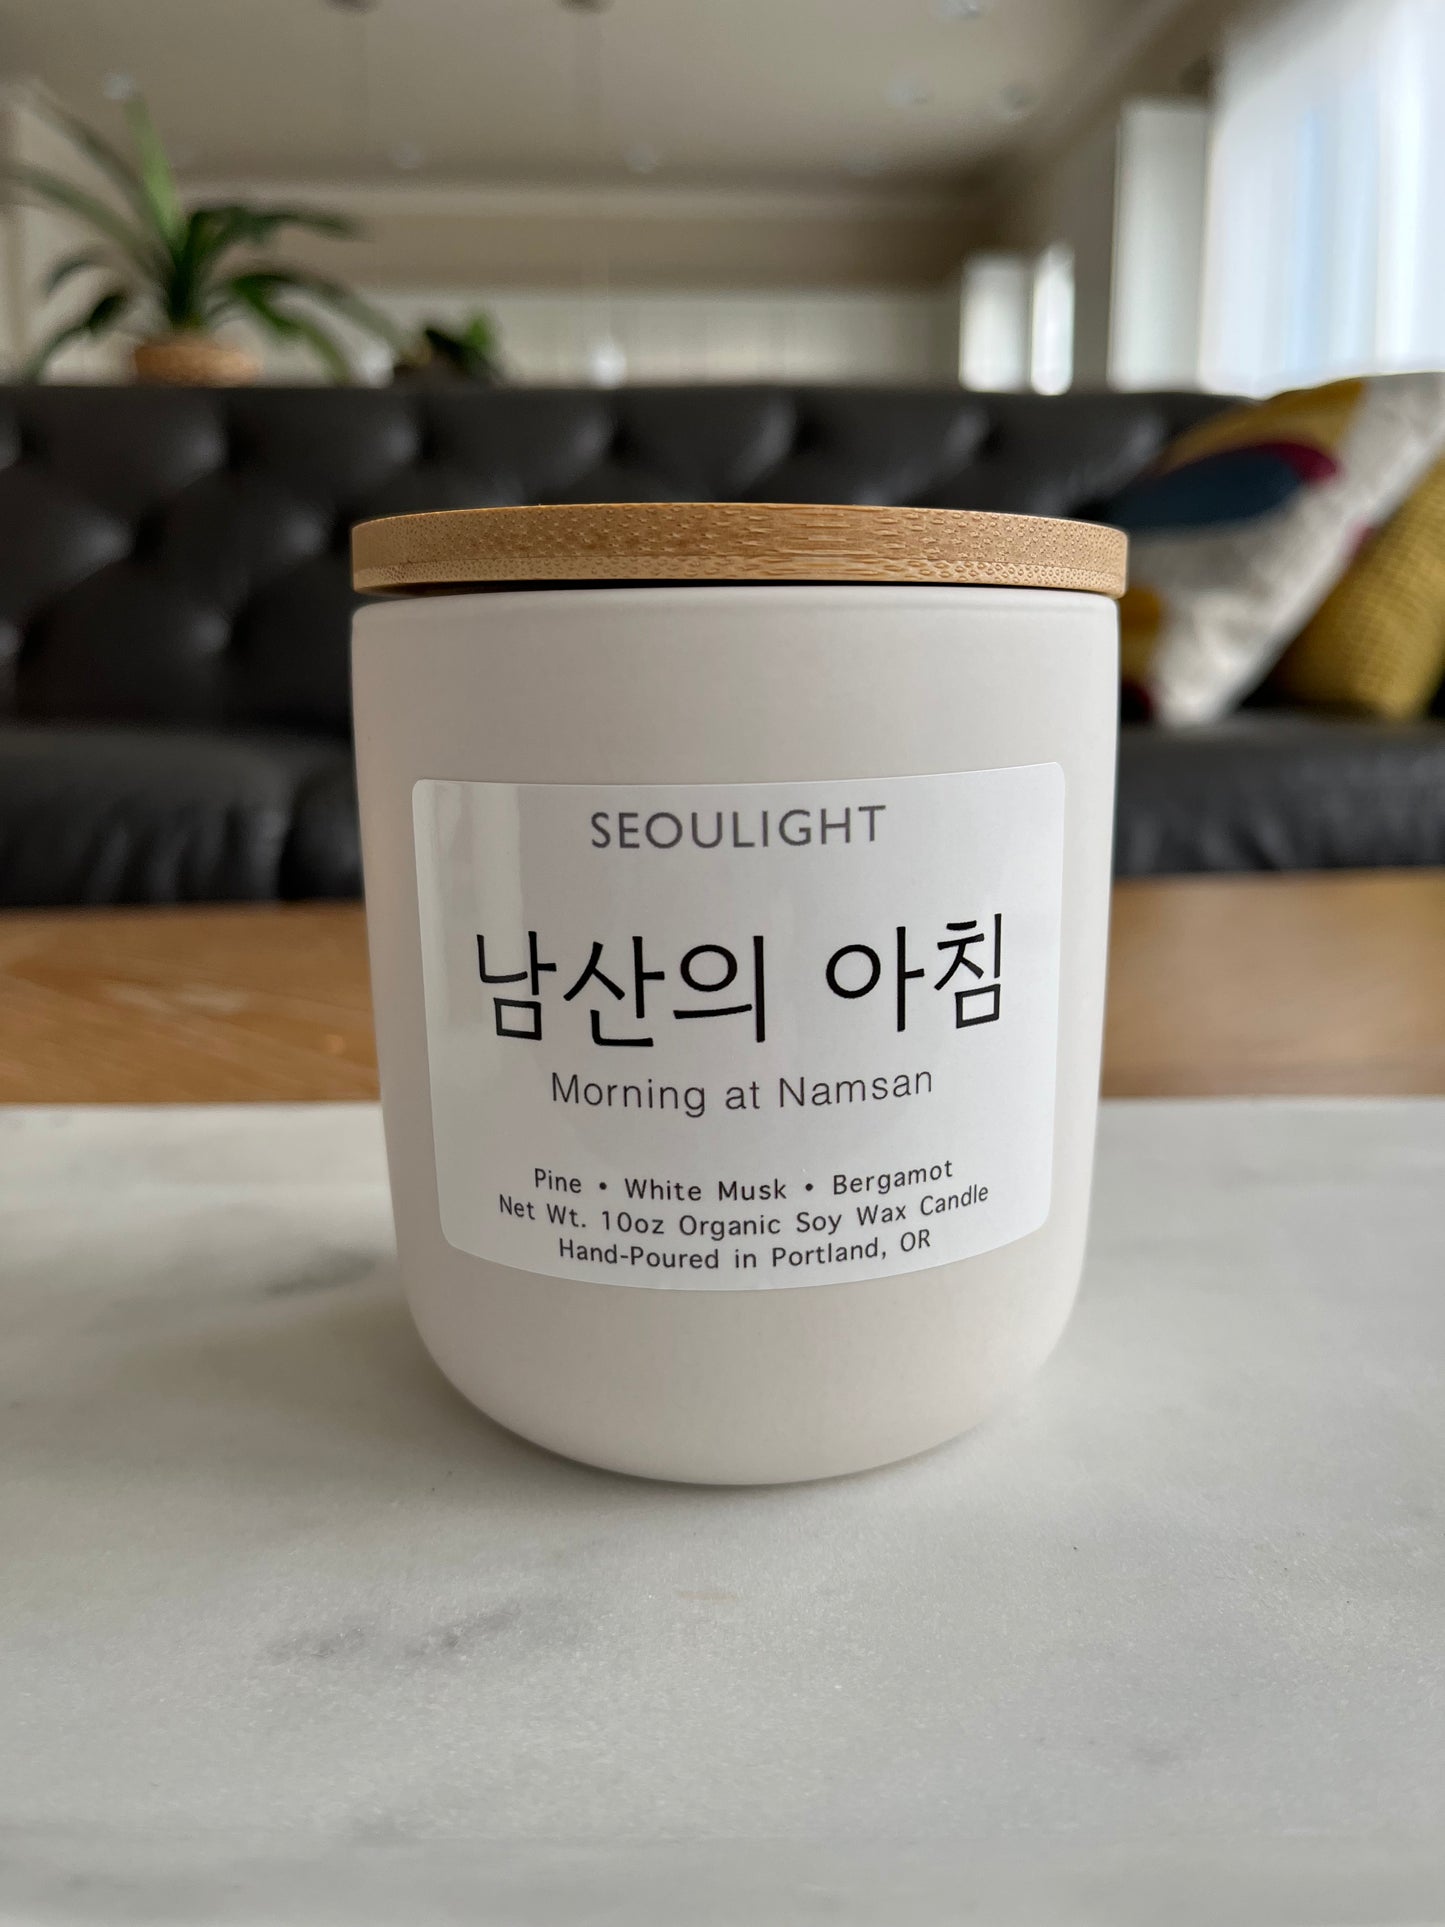 SEOULIGHT
남산의 아침
Morning at Namsan
Pine • White Musk • Bergamot
Net Wt. 10oz Organic Soy Wax Candle
Hand-Poured in Portland, OR